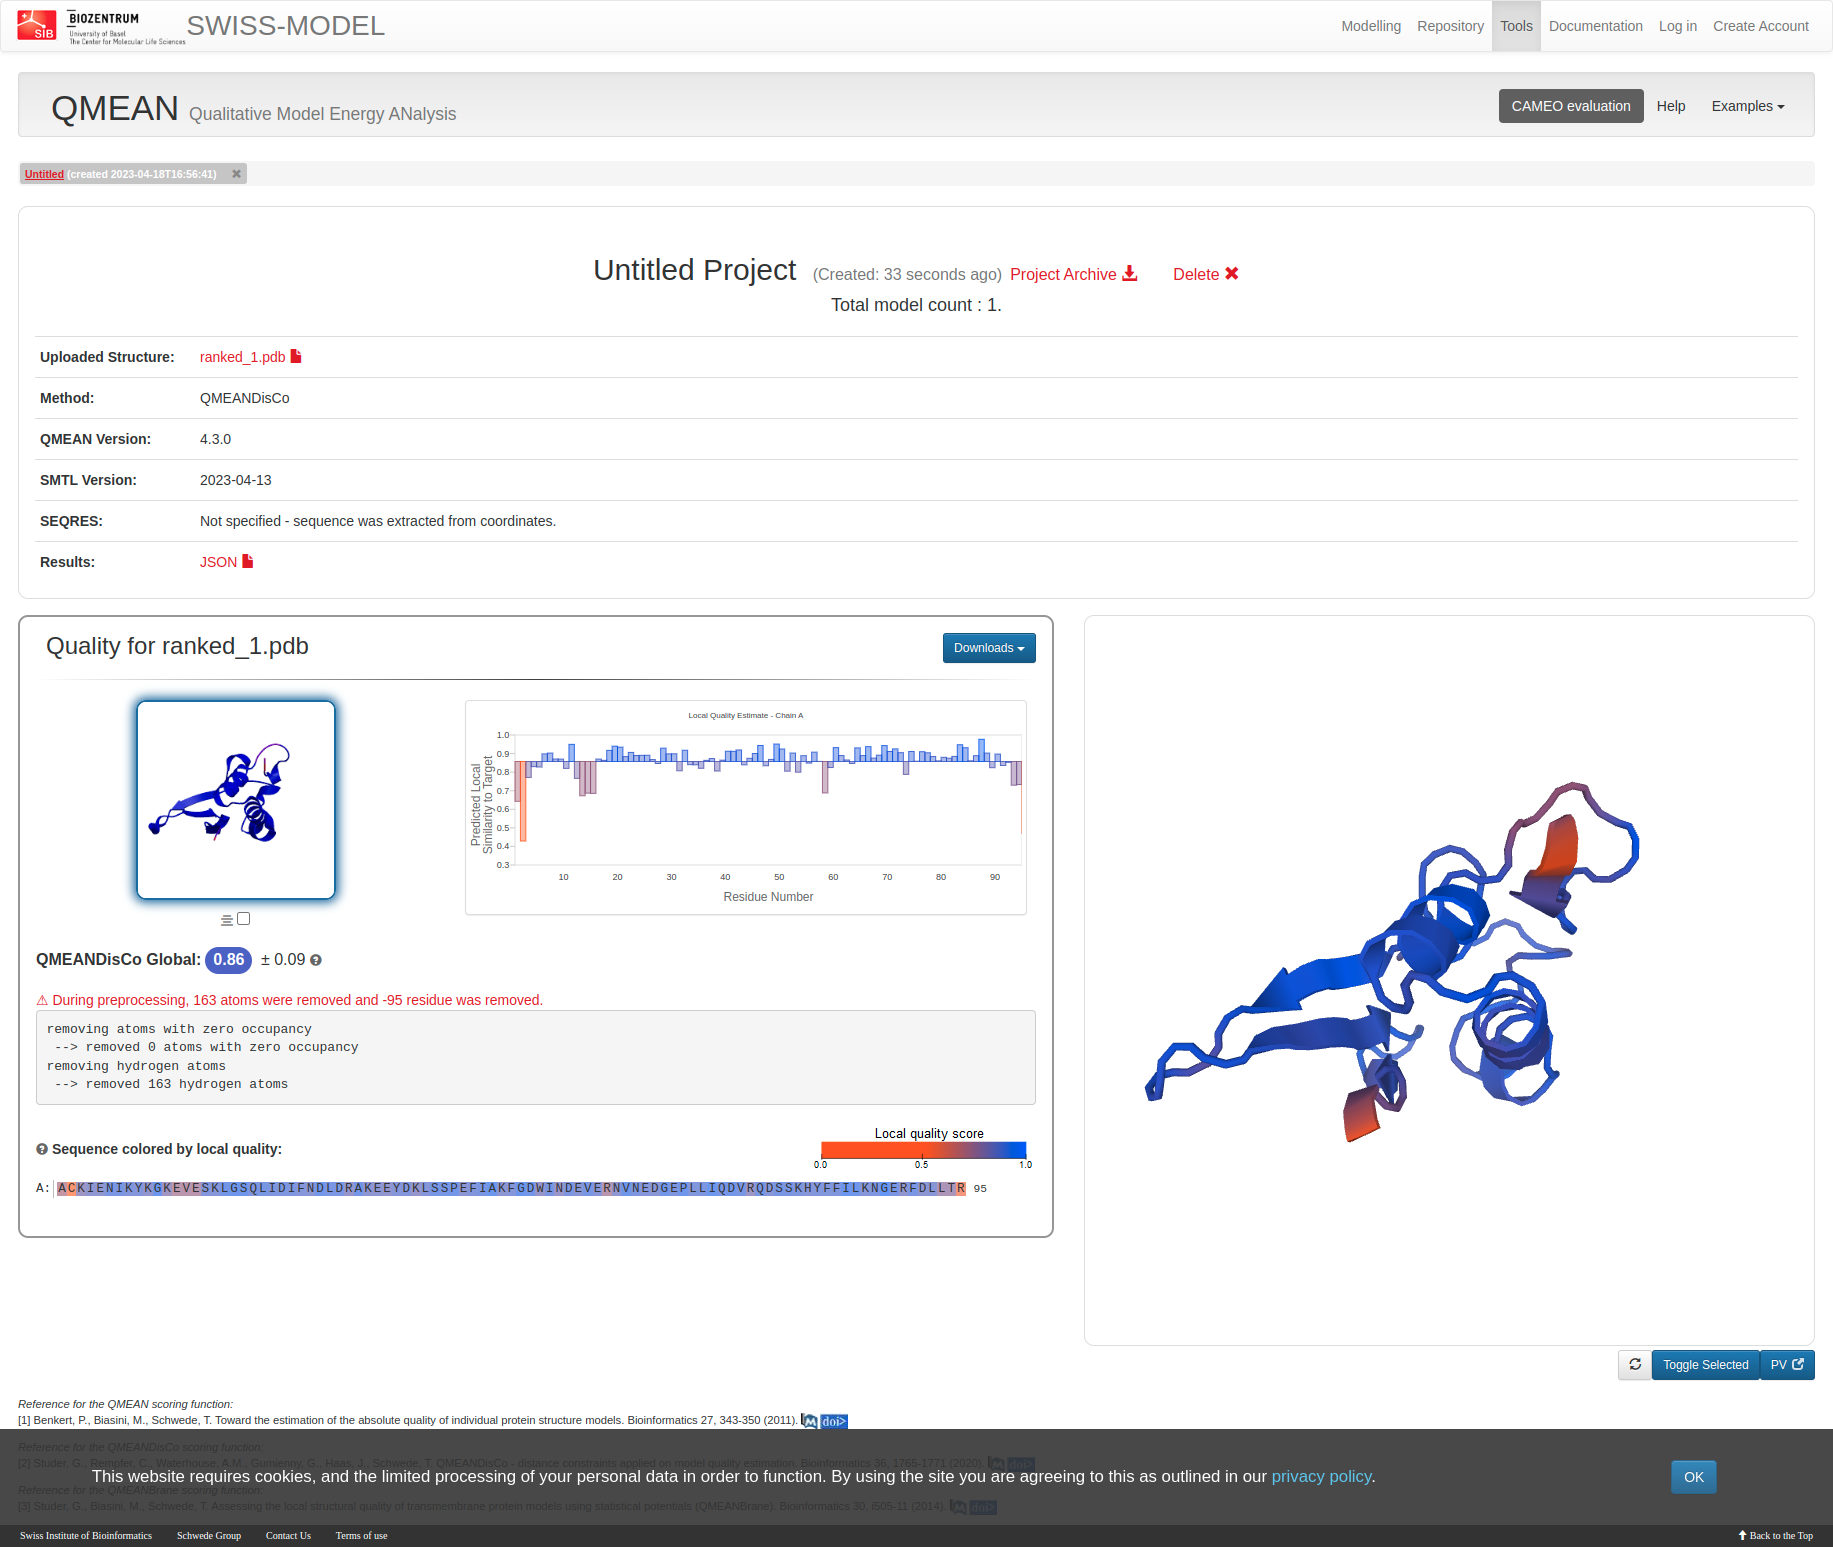 SIB
BIOZENTRUM
University of Basel
The Center for Molecular Life Sciences
SWISS-MODEL
Modelling Repository Tools Documentation Log in Create Account
QMEAN Qualitative Model Energy ANalysis
CAMEO evaluation Help Examples
Untitled (created 2023-04-18T16:56:41)
Untitled Project (Created: 33 seconds ago) Project Archive Delete
Total model count : 1.
Uploaded Structure: ranked_1.pdb
Method: QMEANDisCo
QMEAN Version: 4.3.0
SMTL Version: 2023-04-13
SEQRES: Not specified - sequence was extracted from coordinates.
Results: JSON
Quality for ranked_1.pdb
Downloads
Local Quality Estimate - Chain A
Predicted Local
Similarity to Target
1.0
0.9
0.8
0.7
0.6
0.5
0.4
0.3
10 20 30 40 50 60 70 80 90
Residue Number
QMEANDisCo Global: 0.86 ± 0.09
During preprocessing, 163 atoms were removed and -95 residue was removed.
removing atoms with zero occupancy
--> removed 0 atoms with zero occupancy
removing hydrogen atoms
--> removed 163 hydrogen atoms
Sequence colored by local quality:
Local quality score
0.0 0.5 1.0
A: ACKIENIKYKGKEVESKLGSQLIDIFNDLDRAKEEYDKLSSPEFIAKFGDWINDEVERNVNEDGEPLLIQDVRQDSSKHYFFILKNGERFDLLTR 95
Toggle Selected PV
Reference for the QMEAN scoring function:
[1] Benkert, P., Biasini, M., Schwede, T. Toward the estimation of the absolute quality of individual protein structure models. Bioinformatics 27, 343-350 (2011). doi>
Reference for the QMEANDisCo scoring function:
[2] Studer, G., Rempfer, C., Waterhouse, A.M., Gumienny, G., Haas, J., Schwede, T. QMEANDisCo - distance constraints applied on model quality estimation. Bioinformatics 36, 1765-1771 (2020). doi>
This website requires cookies, and the limited processing of your personal data in order to function. By using the site you are agreeing to this as outlined in our privacy policy.
OK
Reference for the QMEANBrane scoring function:
[3] Studer, G., Biasini, M., Schwede, T. Assessing the local structural quality of transmembrane protein models using statistical potentials (QMEANBrane). Bioinformatics 30, i505-11 (2014). doi>
Swiss Institute of Bioinformatics Schwede Group Contact Us Terms of use
Back to the Top